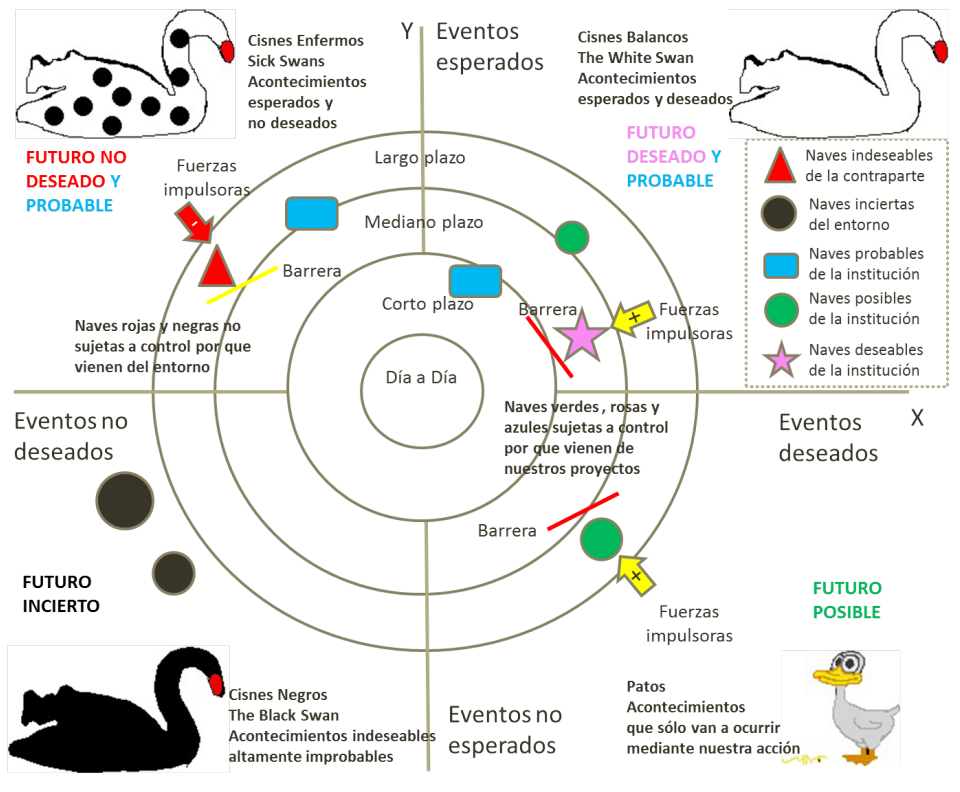 Cisnes Enfermos
Sick Swans
Acontecimientos
esperados y
no deseados
Y
Eventos
esperados
Cisnes Balancos
The White Swan
Acontecimientos
esperados y deseados
FUTURO NO
DESEADO Y
PROBABLE
Fuerzas
impulsoras
-
Largo plazo
FUTURO
DESEADO Y
PROBABLE
Naves indeseables
de la contraparte
Naves inciertas
del entorno
Naves probables
de la institución
Naves posibles
de la institución
Naves deseables
de la institución
Mediano plazo
Barrera
Corto plazo
Barrera
+
Fuerzas
impulsoras
Naves rojas y negras no
sujetas a control por que
vienen del entorno
Día a Día
Eventos no
deseados
Naves verdes , rosas y
azules sujetas a control
por que vienen de
nuestros proyectos
Eventos
deseados
X
Barrera
+
FUTURO
INCIERTO
Fuerzas
impulsoras
FUTURO
POSIBLE
Cisnes Negros
The Black Swan
Acontecimientos indeseables
altamente improbables
Eventos no
esperados
Patos
Acontecimientos
que sólo van a ocurrir
mediante nuestra acción